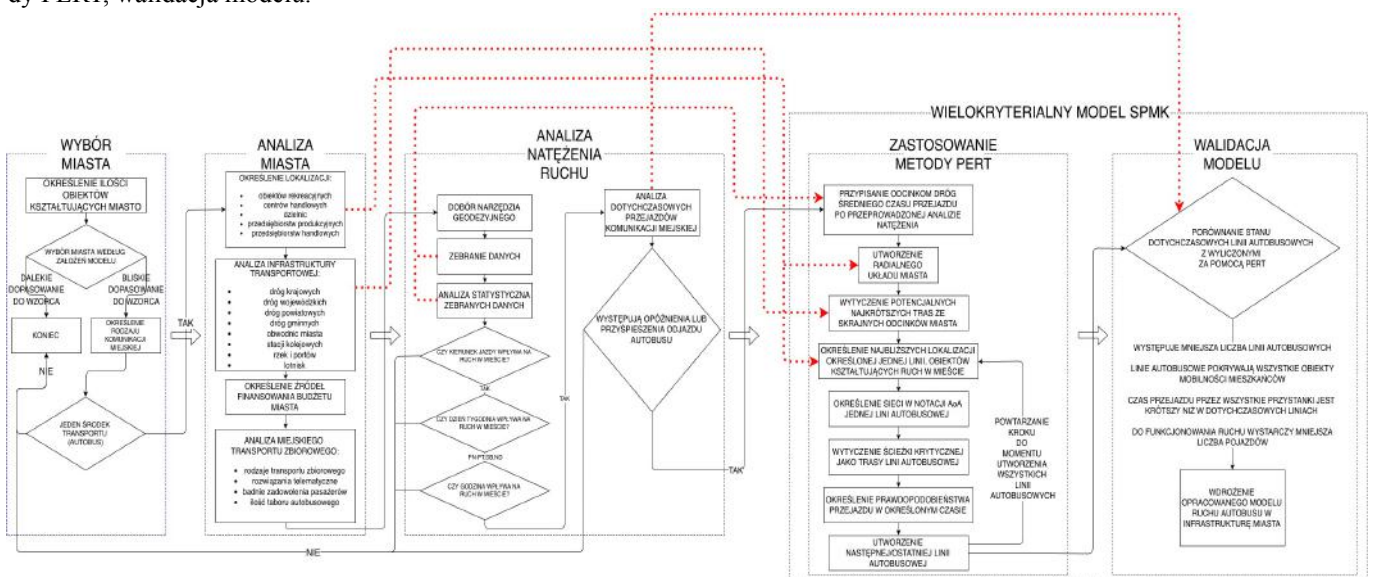 dy PERT, walidacja modelu.
WIELOKRYTERIALNY MODEL SPMK
WYBÓR
MIASTA
OKREŚLENIE ILOŚCI
OBIEKTÓW
KSZTAŁTUJĄCYCH MIASTO
WYBÓR MIASTA WEDŁUG
ZAŁOŻEŃ MODELU
DALEKIE
DOPASOWANIE
DO WZORCA
BLISKIE
DOPASOWANIE
DO WZORCA
KONIEC
OKREŚLENIE
RODZAJU
KOMUNIKACJI
MIEJSKIEJ
NIE
TAK
JEDEN ŚRODEK
TRANSPORTU
(AUTOBUS)
ANALIZA
MIASTA
OKREŚLENIE LOKALIZACJI:
• obiektów rekreacyjnych
• centrów handlowych
• dzielnic
• przedsiębiorstw produkcyjnych
• przedsiębiorstw handlowych
ANALIZA INFRASTRUKTURY
TRANSPORTOWEJ:
• dróg krajowych
• dróg wojewódzkich
• dróg powiatowych
• dróg gminnych
• obwodnic miasta
• stacji kolejowych
• rzek i portów
• lotnisk
OKREŚLENIE ŹRÓDEŁ
FINANSOWANIA BUDŻETU
MIASTA
ANALIZA MIEJSKIEGO
TRANSPORTU ZBIOROWEGO:
• rodzaje transportu zbiorowego
• rozwiązania telematyczne
• badnie zadowolenia pasażerów
• ilość taboru autobusowego
ANALIZA
NATĘŻENIA
RUCHU
DOBÓR NARZĘDZIA
GEODEZYJNEGO
ZEBRANIE DANYCH
ANALIZA STATYSTYCZNA
ZEBRANYCH DANYCH
CZY KIERUNEK JAZDY WPŁYWA NA
RUCH W MIEŚCIE?
TAK
CZY DZIEŃ TYGODNIA WPŁYWA NA
RUCH W MIEŚCIE?
PN-PT;SB;ND
CZY GODZINA WPŁYWA NA
RUCH W MIEŚCIE?
TAK
NIE
ANALIZA
DOTYCHCZASOWYCH
PRZEJAZDÓW
KOMUNIKACJI MIEJSKIEJ
WYSTĘPUJĄ OPÓŹNIENIA LUB
PRZYŚPIESZENIA ODJAZDU
AUTOBUSU
TAK
ZASTOSOWANIE
METODY PERT
PRZYPISANIE ODCINKOM DRÓG
ŚREDNIEGO CZASU PRZEJAZDU
PO PRZEPROWADZONEJ ANALIZIE
NATĘŻENIA
UTWORZENIE
RADIALNEGO
UKŁADU MIASTA
WYTYCZENIE POTENCJALNYCH
NAJKRÓTSZYCH TRAS ZE
SKRAJNYCH ODCINKÓW MIASTA
OKREŚLENIE NAJBLIŻSZYCH LOKALIZACJI
OKREŚLONEJ JEDNEJ LINII. OBIEKTÓW
KSZTAŁTUJĄCYCH RUCH W MIEŚCIE
OKREŚLENIE SIECI W NOTACJI AoA
JEDNEJ LINI AUTOBUSOWEJ
WYTYCZENIE ŚCIEŻKI KRYTYCZNEJ
JAKO TRASY LINI AUTOBUSOWEJ
OKREŚLENIE PRAWDOPODOBIEŃSTWA
PRZEJAZDU W OKREŚLONYM CZASIE
UTWORZENIE
NASTĘPNEJ/OSTATNIEJ LINII
AUTOBUSOWEJ
POWTARZANIE
KROKU
DO
MOMENTU
UTWORZENIA
WSZYSTKICH
LINII
AUTOBUSOWYCH
WALIDACJA
MODELU
PORÓWNANIE STANU
DOTYCHCZASOWYCH LINII AUTOBUSOWYCH
Z WYLICZONYMI
ZA POMOCĄ PERT
WYSTĘPUJE MNIEJSZA LICZBA LINII AUTOBUSOWYCH
LINIE AUTOBUSOWE POKRYWAJĄ WSZYSTKIE OBIEKTY
MOBILNOŚCI MIESZKAŃCÓW
CZAS PRZEJAZDU PRZEZ WSZYSTKIE PRZYSTANKI JEST
KRÓTSZY NIŻ W DOTYCHCZASOWYCH LINIACH
DO FUNKCJONOWANIA RUCHU WYSTARCZY MNIEJSZA
LICZBA POJAZDÓW
WDROŻENIE
OPRACOWANEGO MODELU
RUCHU AUTOBUSU W
INFRASTRUKTURĘ MIASTA